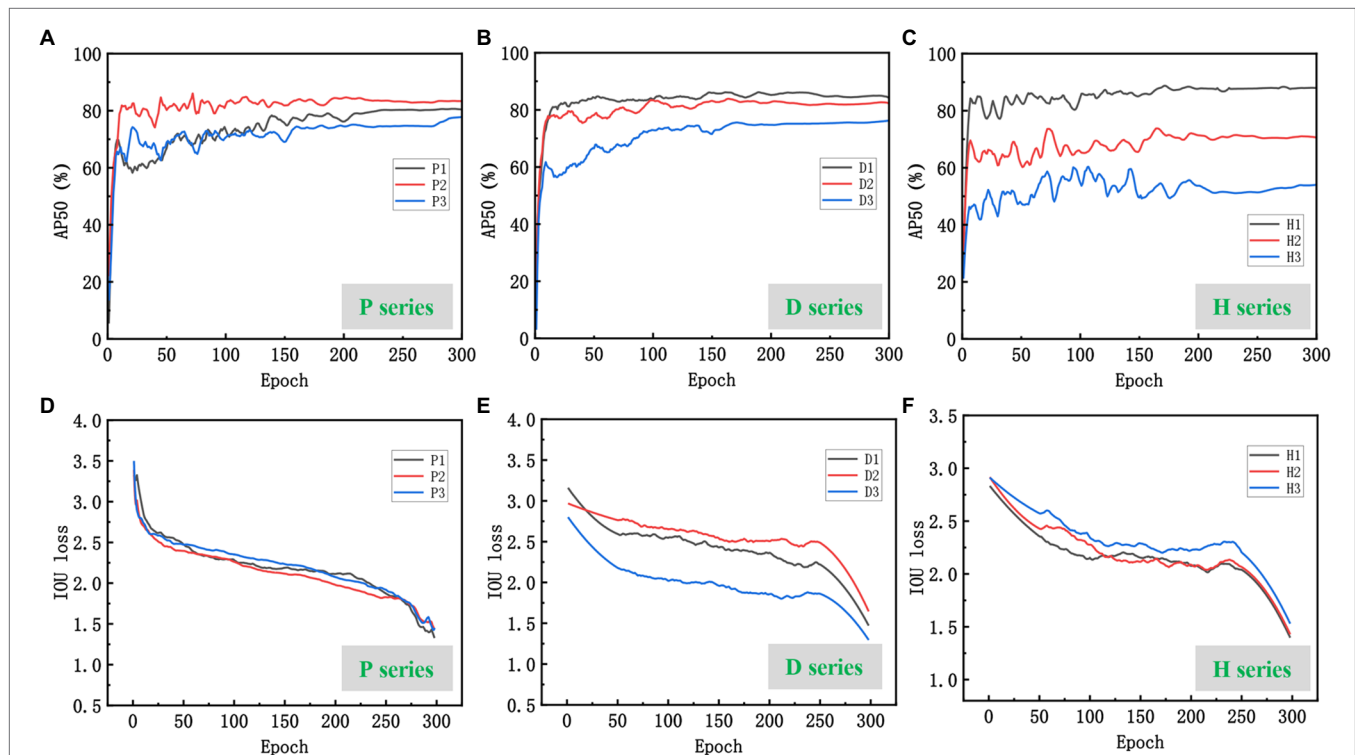 A
AP50 (%)
100
80
60
40
20
0
P1
P2
P3
P series
0 50 100 150 200 250 300
Epoch
B
AP50 (%)
100
80
60
40
20
0
D1
D2
D3
D series
0 50 100 150 200 250 300
Epoch
C
AP50 (%)
100
80
60
40
20
0
H1
H2
H3
H series
0 50 100 150 200 250 300
Epoch
D
IOU loss
4.0
3.5
3.0
2.5
2.0
1.5
1.0
0.5
P1
P2
P3
P series
0 50 100 150 200 250 300
Epoch
E
IOU loss
4.0
3.5
3.0
2.5
2.0
1.5
1.0
0.5
D1
D2
D3
D series
0 50 100 150 200 250 300
Epoch
F
IOU loss
3.5
3.0
2.5
2.0
1.5
1.0
H1
H2
H3
H series
0 50 100 150 200 250 300
Epoch